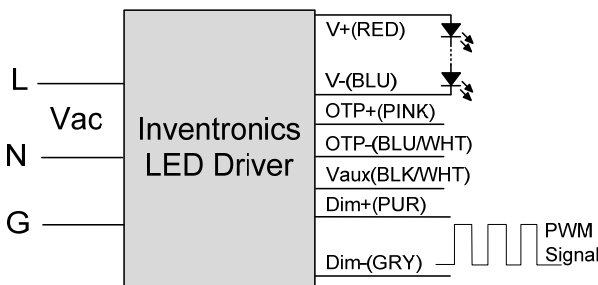 V+(RED)
L
V-(BLU)
OTP+(PINK)
Vac
Inventronics
LED Driver
OTP-(BLU/WHT)
N
Vaux(BLK/WHT)
Dim+(PUR)
G
PWM
Signal
Dim-(GRY)